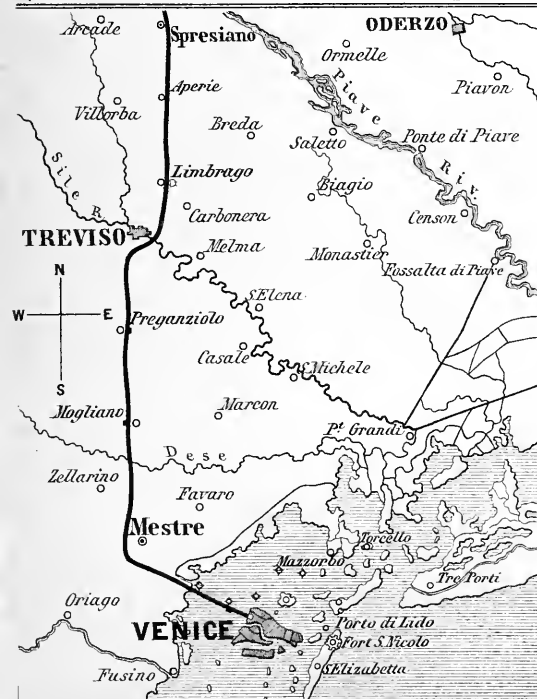 Arcade
Spresiano
ODERZO
Ormelle
Piavon
Aperie
Villorba
Piave
Breda
Saletto
Ponte di Piave
Riv.
Sile R.
Limbrago
Biagio
Carbonera
Censon
TREVISO
Melma
Monastier
Fossalta di Piave
N
W
E
S
S. Elena
Preganziolo
Casale
S. Michele
Mogliano
Marcon
Pt. Grandi
Dese
Zellarino
Favaro
Mestre
Torcello
Mazzorbo
Tre Porti
Oriago
VENICE
Porto di Lido
Fort S. Nicolo
Fusino
S. Elizabetta